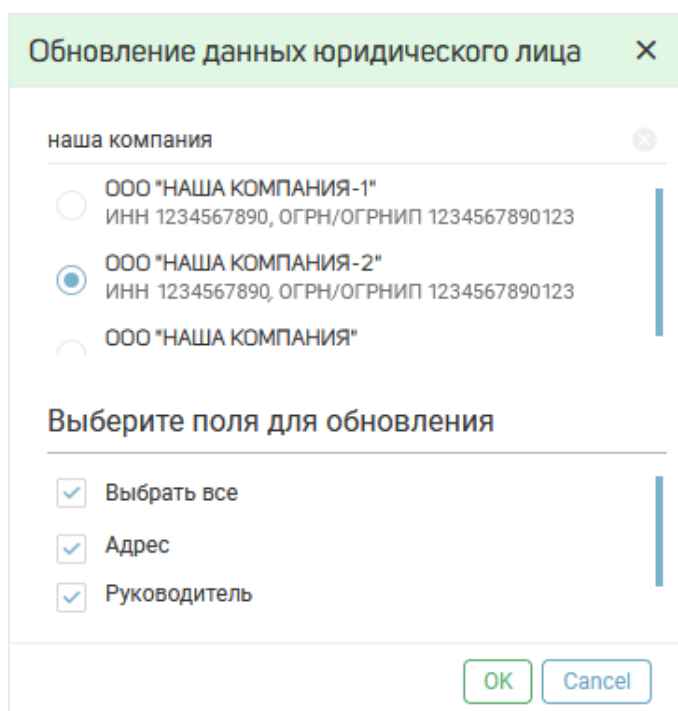 Обновление данных юридического лица
наша компания
ООО "НАША КОМПАНИЯ-1"
ИНН 1234567890, ОГРН/ОГРНИП 1234567890123
ООО "НАША КОМПАНИЯ-2"
ИНН 1234567890, ОГРН/ОГРНИП 1234567890123
ООО "НАША КОМПАНИЯ"
Выберите поля для обновления
Выбрать все
Адрес
Руководитель
OK Cancel